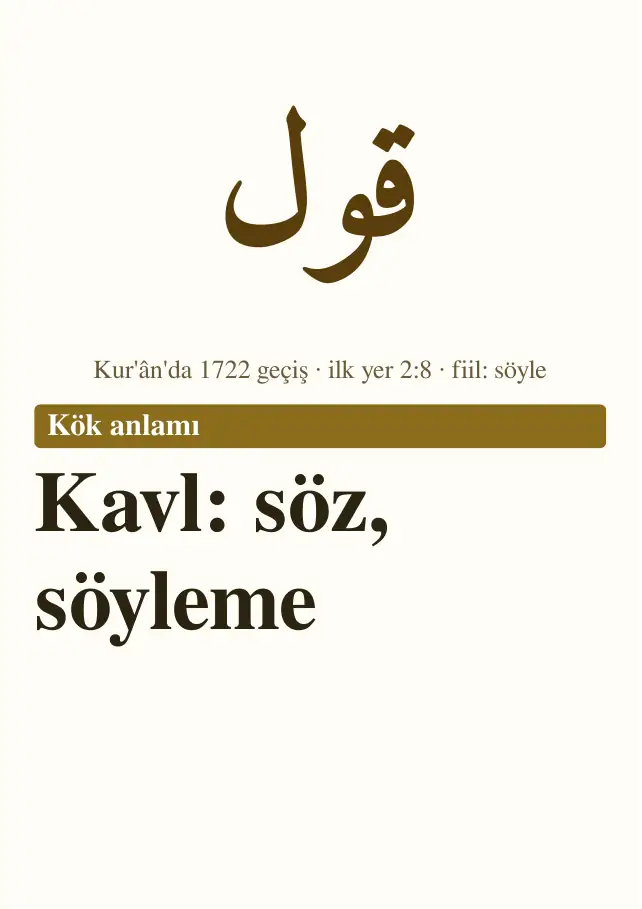 قول
Kur'ân'da 1722 geçiş · ilk yer 2:8 · fiil: söyle
Kök anlamı
Kavl: söz,
söyleme